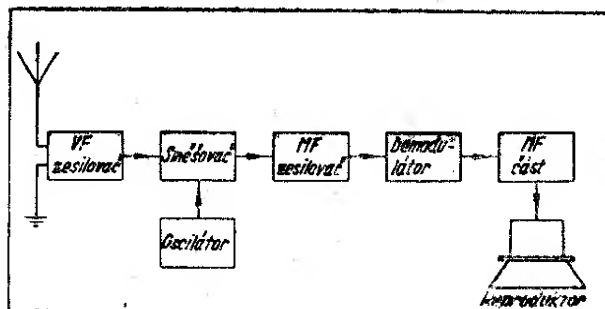 VF
zesilovač
Směšovač
MF
zesilovač
Demodu-
látor
NF
část
Oscilátor
Reproduktor